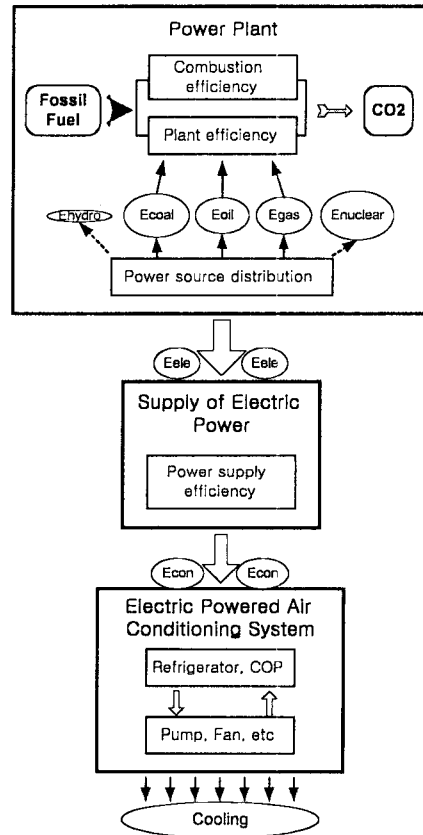 Power Plant
Combustion
efficiency
Fossil
Fuel
CO2
Plant efficiency
Ehydro
Ecoal
Eoil
Egas
Enuclear
Power source distribution
Eele
Eele
Supply of Electric
Power
Power supply
efficiency
Econ
Econ
Electric Powered Air
Conditioning System
Refrigerator, COP
Pump, Fan, etc
Cooling